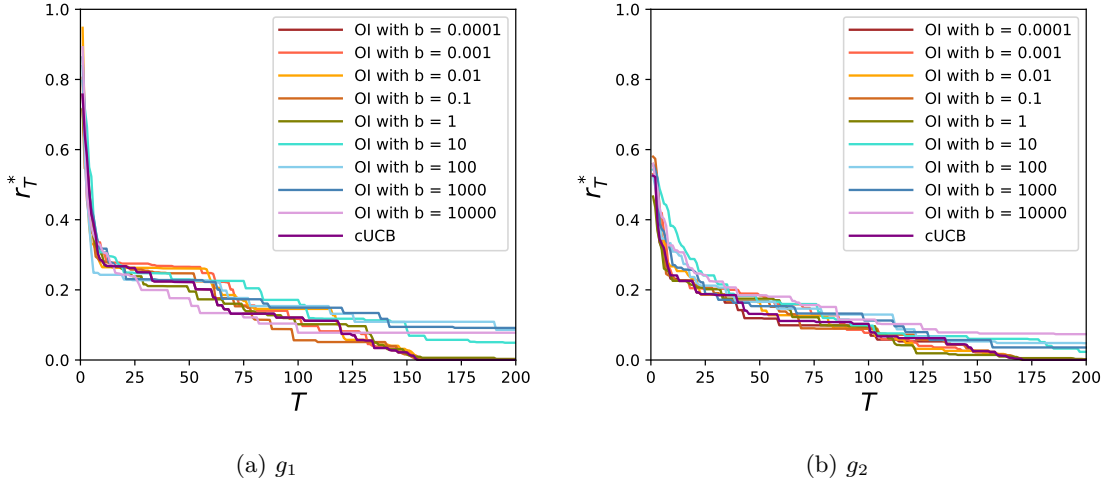 1.0
0.8
0.6
0.4
0.2
0.0
r*_T
0 25 50 75 100 125 150 175 200
T
OI with b = 0.0001
OI with b = 0.001
OI with b = 0.01
OI with b = 0.1
OI with b = 1
OI with b = 10
OI with b = 100
OI with b = 1000
OI with b = 10000
cUCB
(a) g₁
1.0
0.8
0.6
0.4
0.2
0.0
r*_T
0 25 50 75 100 125 150 175 200
T
OI with b = 0.0001
OI with b = 0.001
OI with b = 0.01
OI with b = 0.1
OI with b = 1
OI with b = 10
OI with b = 100
OI with b = 1000
OI with b = 10000
cUCB
(b) g₂